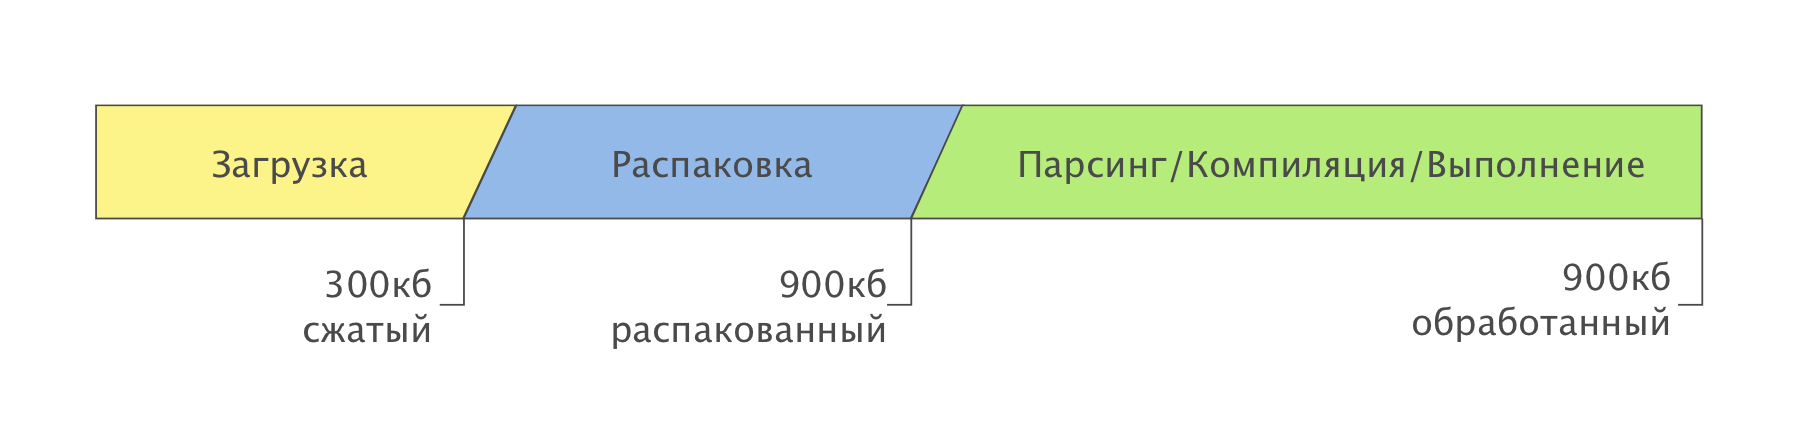 Загрузка
Распаковка
Парсинг/Компиляция/Выполнение
300кб
сжатый
900кб
распакованный
900кб
обработанный